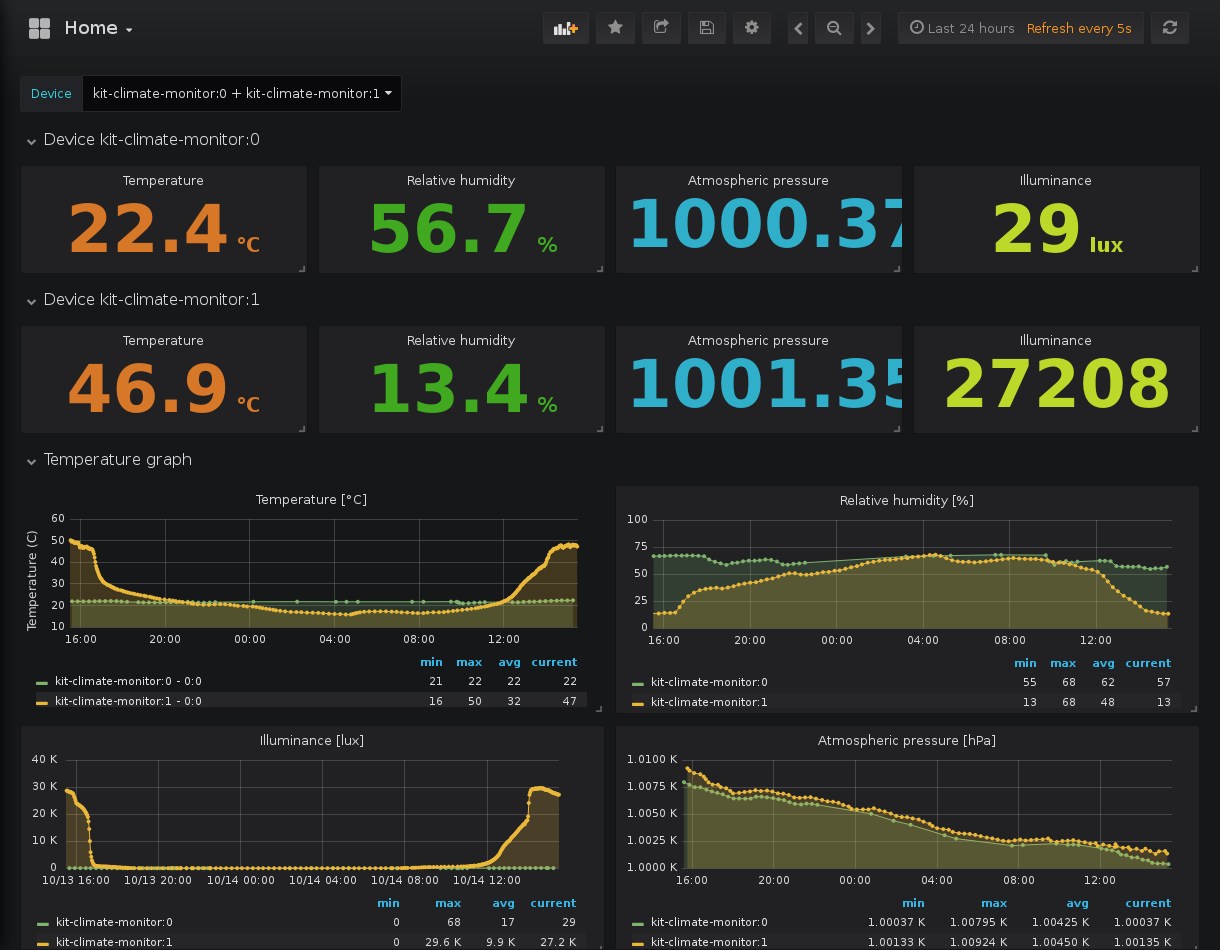 Home
Last 24 hours Refresh every 5s
Device kit-climate-monitor:0 + kit-climate-monitor:1
Device kit-climate-monitor:0
Temperature Relative humidity Atmospheric pressure Illuminance
22.4 °C 56.7 % 1000.37 29 lux
Device kit-climate-monitor:1
Temperature Relative humidity Atmospheric pressure Illuminance
46.9 °C 13.4 % 1001.35 27208
Temperature graph
Temperature [°C]
Temperature (C)
60
50
40
30
20
10
16:00 20:00 00:00 04:00 08:00 12:00
min max avg current
kit-climate-monitor:0 - 0:0 21 22 22 22
kit-climate-monitor:1 - 0:0 16 50 32 47
Relative humidity [%]
100
75
50
25
0
16:00 20:00 00:00 04:00 08:00 12:00
min max avg current
kit-climate-monitor:0 55 68 62 57
kit-climate-monitor:1 13 68 48 13
Illuminance [lux]
40 K
30 K
20 K
10 K
0
10/13 16:00 10/13 20:00 10/14 00:00 10/14 04:00 10/14 08:00 10/14 12:00
min max avg current
kit-climate-monitor:0 0 68 17 29
kit-climate-monitor:1 0 29.6 K 9.9 K 27.2 K
Atmospheric pressure [hPa]
1.0100 K
1.0075 K
1.0050 K
1.0025 K
1.0000 K
16:00 20:00 00:00 04:00 08:00 12:00
min max avg current
kit-climate-monitor:0 1.00037 K 1.00795 K 1.00425 K 1.00037 K
kit-climate-monitor:1 1.00133 K 1.00924 K 1.00450 K 1.00135 K